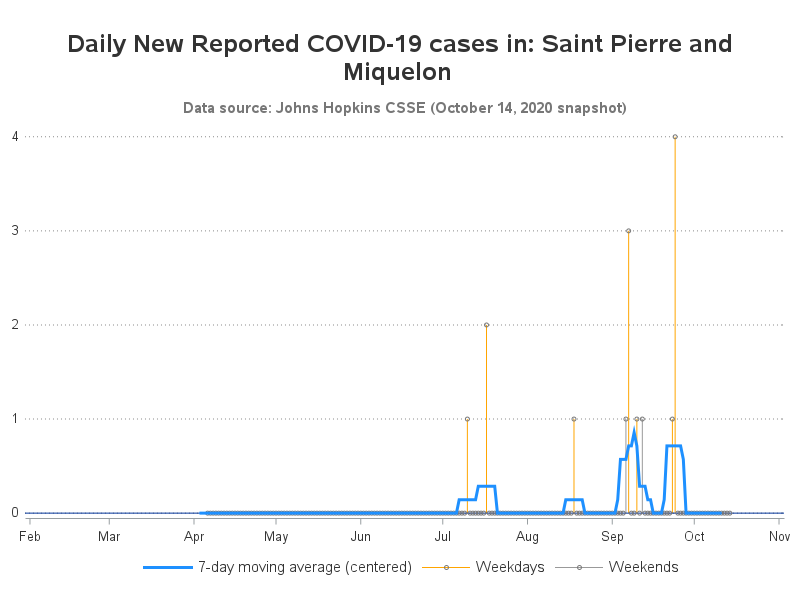 Daily New Reported COVID-19 cases in: Saint Pierre and
Miquelon
Data source: Johns Hopkins CSSE (October 14, 2020 snapshot)
4
3
2
1
0
Feb Mar Apr May Jun Jul Aug Sep Oct Nov
7-day moving average (centered) Weekdays Weekends